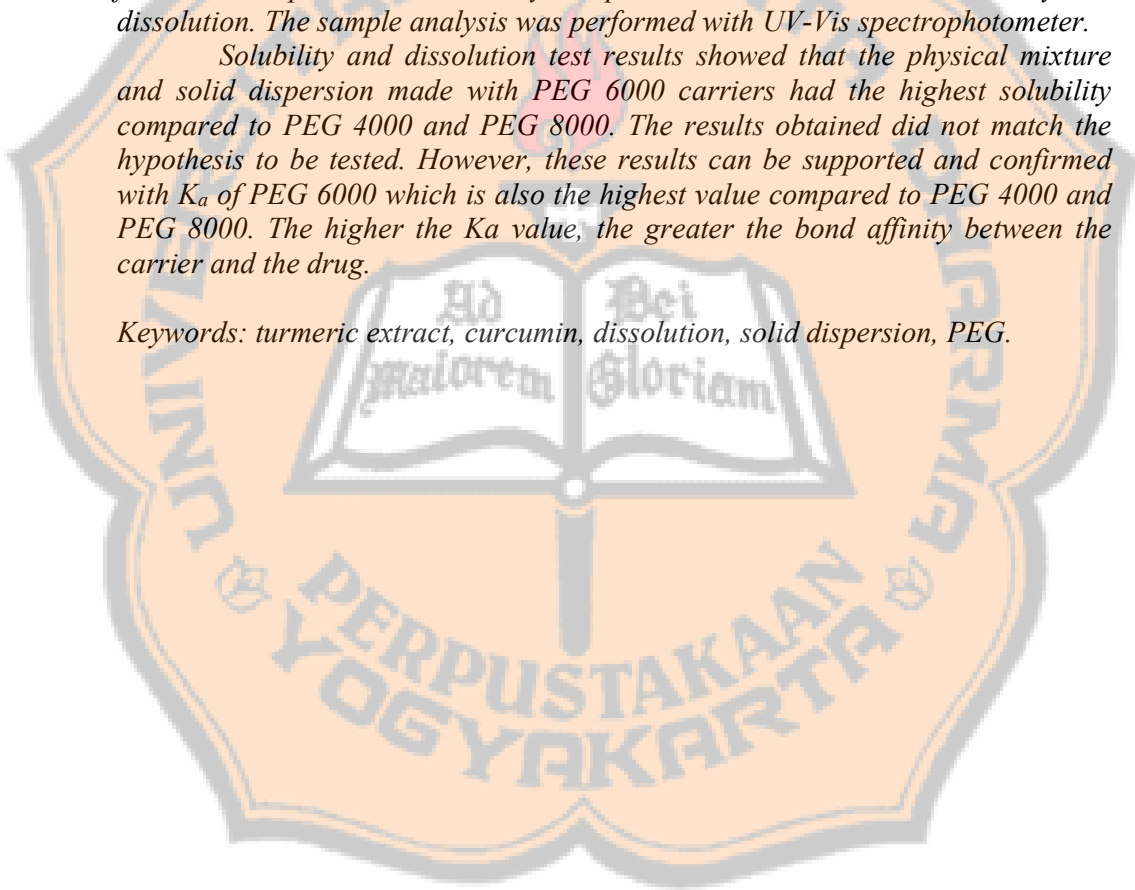 dissolution. The sample analysis was performed with UV-Vis spectrophotometer.
Solubility and dissolution test results showed that the physical mixture
and solid dispersion made with PEG 6000 carriers had the highest solubility
compared to PEG 4000 and PEG 8000. The results obtained did not match the
hypothesis to be tested. However, these results can be supported and confirmed
with Ka of PEG 6000 which is also the highest value compared to PEG 4000 and
PEG 8000. The higher the Ka value, the greater the bond affinity between the
carrier and the drug.
Keywords: turmeric extract, curcumin, dissolution, solid dispersion, PEG.
Ad Dei
maiorem Gloriam
PERPUSTAKAAN
YOGYAKARTA